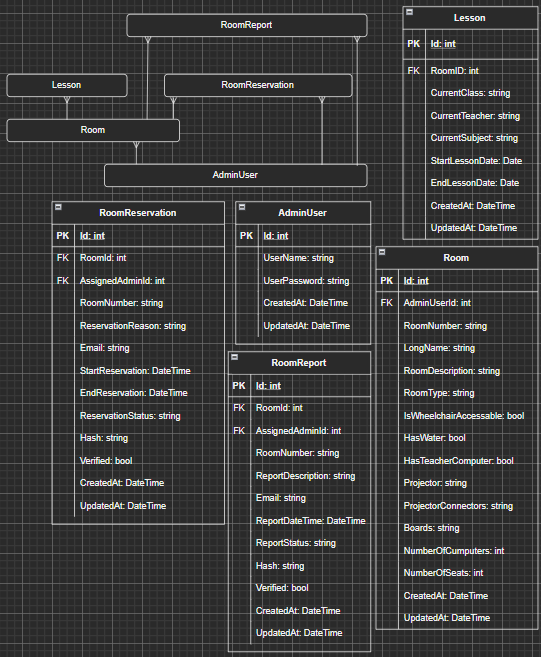 RoomReport
Lesson
RoomReservation
Room
AdminUser
Lesson
PK Id: int
FK RoomID: int
CurrentClass: string
CurrentTeacher: string
CurrentSubject: string
StartLessonDate: Date
EndLessonDate: Date
CreatedAt: DateTime
UpdatedAt: DateTime
RoomReservation
PK Id: int
FK RoomId: int
FK AssignedAdminId: int
RoomNumber: string
ReservationReason: string
Email: string
StartReservation: DateTime
EndReservation: DateTime
ReservationStatus: string
Hash: string
Verified: bool
CreatedAt: DateTime
UpdatedAt: DateTime
AdminUser
PK Id: int
UserName: string
UserPassword: string
CreatedAt: DateTime
UpdatedAt: DateTime
RoomReport
PK Id: int
FK RoomId: int
FK AssignedAdminId: int
RoomNumber: string
ReportDescription: string
Email: string
ReportDateTime: DateTime
ReportStatus: string
Hash: string
Verified: bool
CreatedAt: DateTime
UpdatedAt: DateTime
Room
PK Id: int
FK AdminUserId: int
RoomNumber: string
LongName: string
RoomDescription: string
RoomType: string
IsWheelchairAccessable: bool
HasWater: bool
HasTeacherComputer: bool
Projector: string
ProjectorConnectors: string
Boards: string
NumberOfCumputers: int
NumberOfSeats: int
CreatedAt: DateTime
UpdatedAt: DateTime